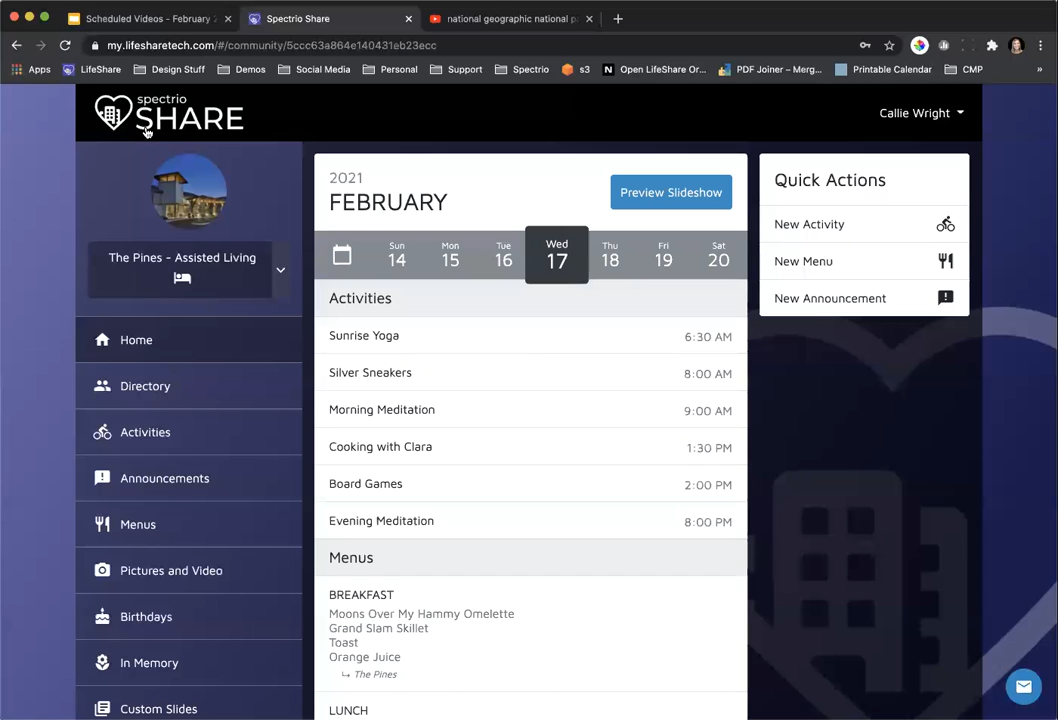 Scheduled Videos - February
Spectrio Share
national geographic national p
my.lifesharetech.com/#/community/5ccc63a864e140431eb23ecc
Apps
LifeShare
Design Stuff
Demos
Social Media
Personal
Support
Spectrio
s3
Open LifeShare Or...
PDF Joiner – Merg...
Printable Calendar
CMP
»
spectrio
SHARE
Callie Wright
The Pines - Assisted Living
Home
Directory
Activities
Announcements
Menus
Pictures and Video
Birthdays
In Memory
Custom Slides
2021
FEBRUARY
Preview Slideshow
Sun Mon Tue Wed Thu Fri Sat
14 15 16 17 18 19 20
Activities
Sunrise Yoga 6:30 AM
Silver Sneakers 8:00 AM
Morning Meditation 9:00 AM
Cooking with Clara 1:30 PM
Board Games 2:00 PM
Evening Meditation 8:00 PM
Menus
BREAKFAST
Moons Over My Hammy Omelette
Grand Slam Skillet
Toast
Orange Juice
The Pines
LUNCH
Quick Actions
New Activity
New Menu
New Announcement